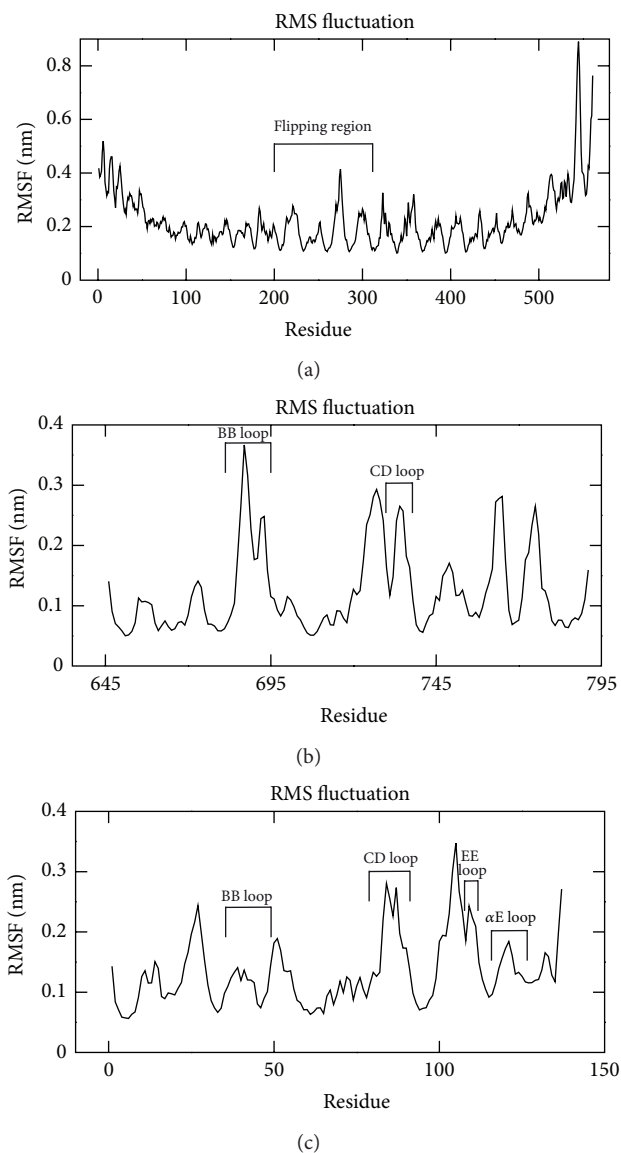 RMS fluctuation
0.8
Flipping region
0.6
0.4
0.2
0
RMSF (nm)
0 100 200 300 400 500
Residue
(a)
RMS fluctuation
0.4
BB loop
CD loop
0.3
0.2
0.1
0
RMSF (nm)
645 695 745 795
Residue
(b)
RMS fluctuation
0.4
EE
loop
CD loop
0.3
BB loop
αE loop
0.2
0.1
0
RMSF (nm)
0 50 100 150
Residue
(c)